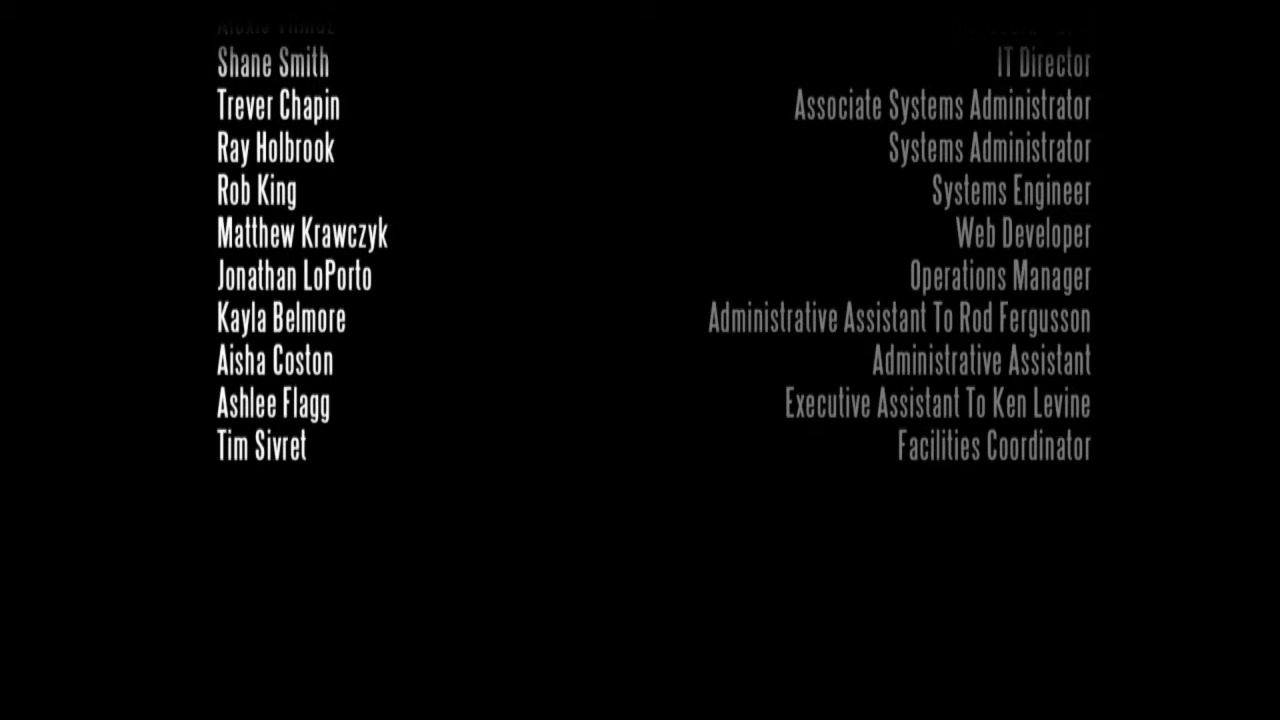 Shane Smith IT Director
Trever Chapin Associate Systems Administrator
Ray Holbrook Systems Administrator
Rob King Systems Engineer
Matthew Krawczyk Web Developer
Jonathan LoPorto Operations Manager
Kayla Belmore Administrative Assistant To Rod Fergusson
Aisha Coston Administrative Assistant
Ashlee Flagg Executive Assistant To Ken Levine
Tim Sivret Facilities Coordinator